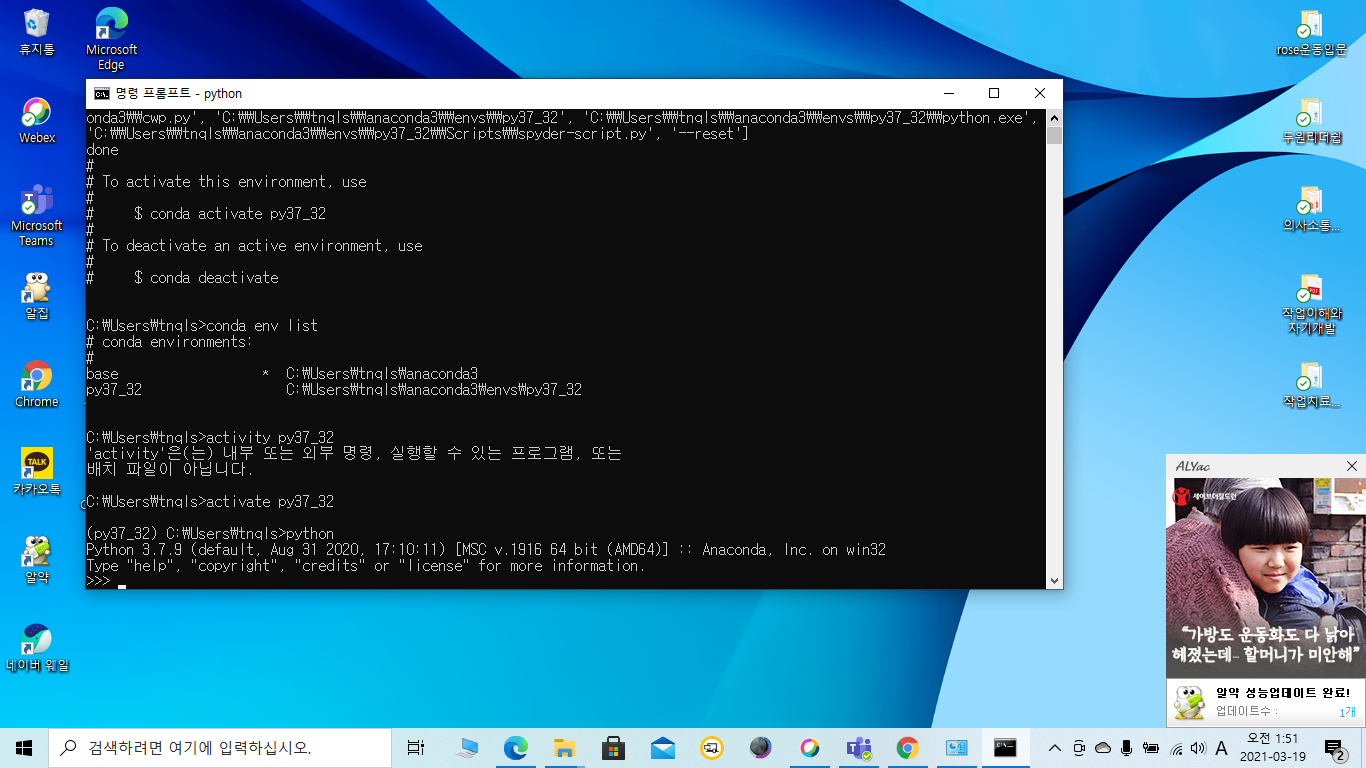 휴지통
Microsoft
Edge
Webex
Microsoft
Teams
알집
Chrome
카카오톡
알약
네이버 웨일
rose운동입문
두원리더쉽
의사소통...
작업이해와
자기개발
작업치료...
명령 프롬프트 - python
onda3₩₩cwp.py', 'C:₩₩Users₩₩tnqls₩₩anaconda3₩₩envs₩₩py37_32', 'C:₩₩Users₩₩tnqls₩₩anaconda3₩₩envs₩₩py37_32₩₩python.exe',
'C:₩₩Users₩₩tnqls₩₩anaconda3₩₩envs₩₩py37_32₩₩Scripts₩₩spyder-script.py', '--reset']
done
#
# To activate this environment, use
#
#     $ conda activate py37_32
#
# To deactivate an active environment, use
#
#     $ conda deactivate
C:₩Users₩tnqls>conda env list
# conda environments:
#
base                  *  C:₩Users₩tnqls₩anaconda3
py37_32                  C:₩Users₩tnqls₩anaconda3₩envs₩py37_32
C:₩Users₩tnqls>activity py37_32
'activity'은(는) 내부 또는 외부 명령, 실행할 수 있는 프로그램, 또는
배치 파일이 아닙니다.
C:₩Users₩tnqls>activate py37_32
(py37_32) C:₩Users₩tnqls>python
Python 3.7.9 (default, Aug 31 2020, 17:10:11) [MSC v.1916 64 bit (AMD64)] :: Anaconda, Inc. on win32
Type "help", "copyright", "credits" or "license" for more information.
>>>
ALYac
세이브더칠드런
“가방도 운동화도 다 낡아
해졌는데... 할머니가 미안해”
알약 성능업데이트 완료!
업데이트수 : 1개
검색하려면 여기에 입력하십시오.
A
오전 1:51
2021-03-19
2